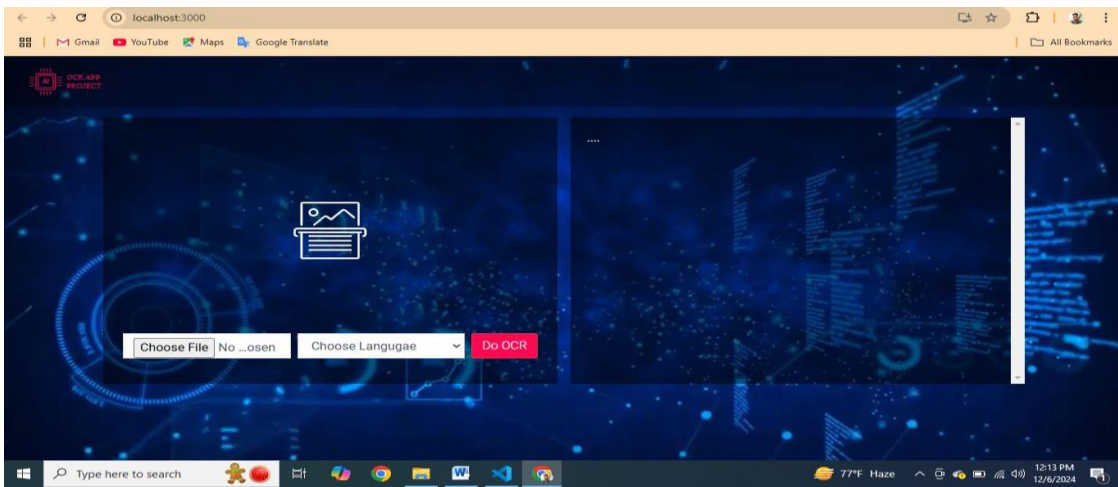 localhost:3000
Gmail YouTube Maps Google Translate
All Bookmarks
AI OCR APP
PROJECT
....
Choose File No ...osen Choose Langugae Do OCR
Type here to search
77°F Haze
12:13 PM
12/6/2024